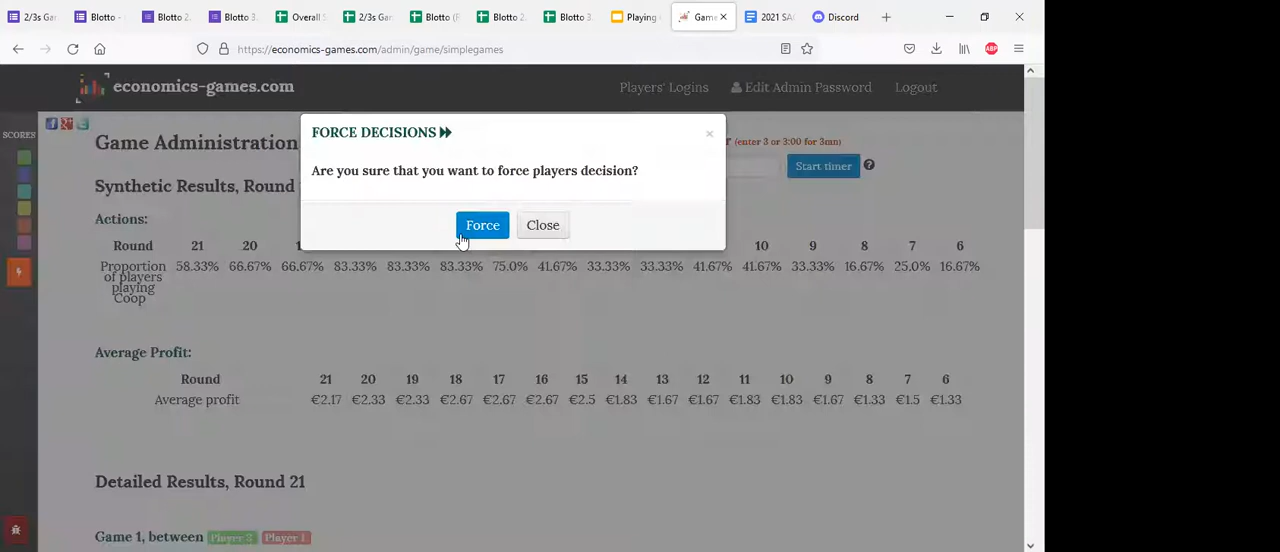 2/3s Ga
Blotto -
Blotto 2.
Blotto 3.
Overall S
2/3s Gar
Blotto (F
Blotto 2.
Blotto 3.
Playing
Game
2021 SA
Discord
https://economics-games.com/admin/game/simplegames
economics-games.com
Players' Logins
Edit Admin Password
Logout
SCORES
Game Administration
(enter 3 or 3:00 for 3mn)
Start timer
FORCE DECISIONS
×
Are you sure that you want to force players decision?
Force
Close
Synthetic Results, Round
Actions:
Round 21 20 10 9 8 7 6
Proportion of players playing Coop 58.33% 66.67% 66.67% 83.33% 83.33% 83.33% 75.0% 41.67% 33.33% 33.33% 41.67% 41.67% 33.33% 16.67% 25.0% 16.67%
Average Profit:
Round 21 20 19 18 17 16 15 14 13 12 11 10 9 8 7 6
Average profit €2.17 €2.33 €2.33 €2.67 €2.67 €2.67 €2.5 €1.83 €1.67 €1.67 €1.83 €1.83 €1.67 €1.33 €1.5 €1.33
Detailed Results, Round 21
Game 1, between Player 3 Player 1